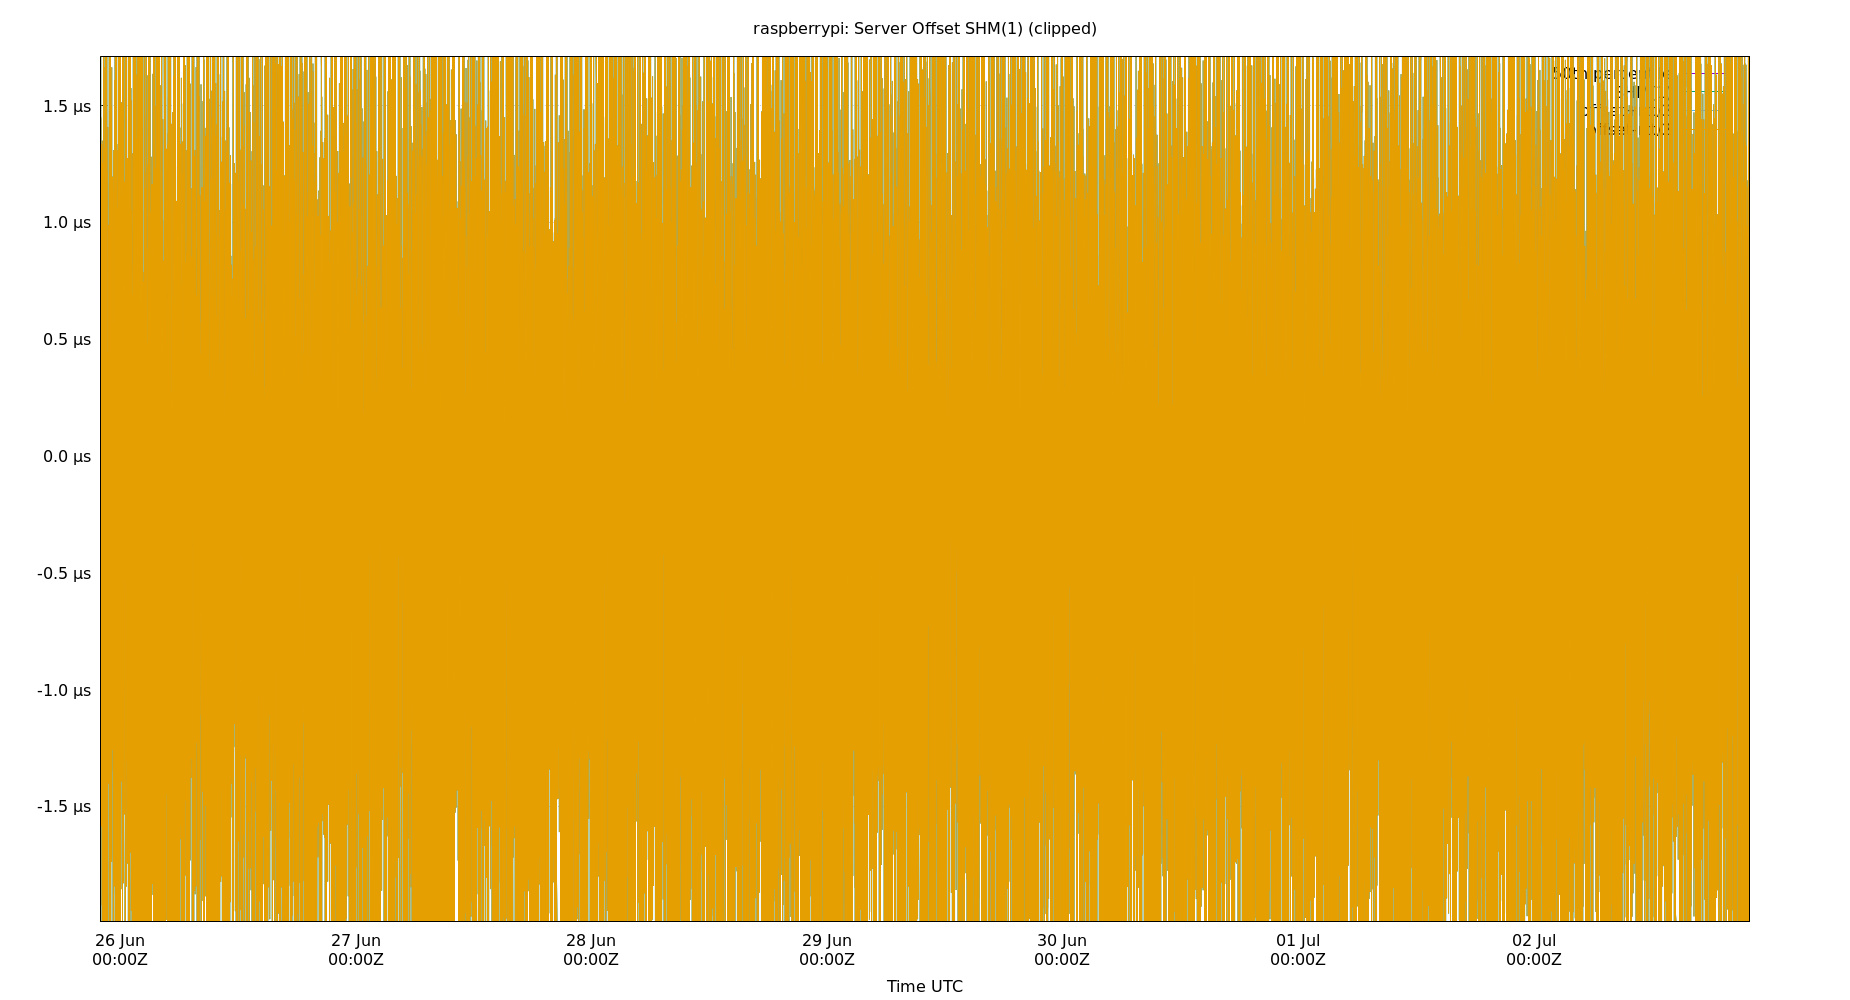 raspberrypi: Server Offset SHM(1) (clipped)
50th percentile
1.5 µs
1.0 µs
0.5 µs
0.0 µs
-0.5 µs
-1.0 µs
-1.5 µs
26 Jun 27 Jun 28 Jun 29 Jun 30 Jun 01 Jul 02 Jul
00:00Z 00:00Z 00:00Z 00:00Z 00:00Z 00:00Z 00:00Z
Time UTC